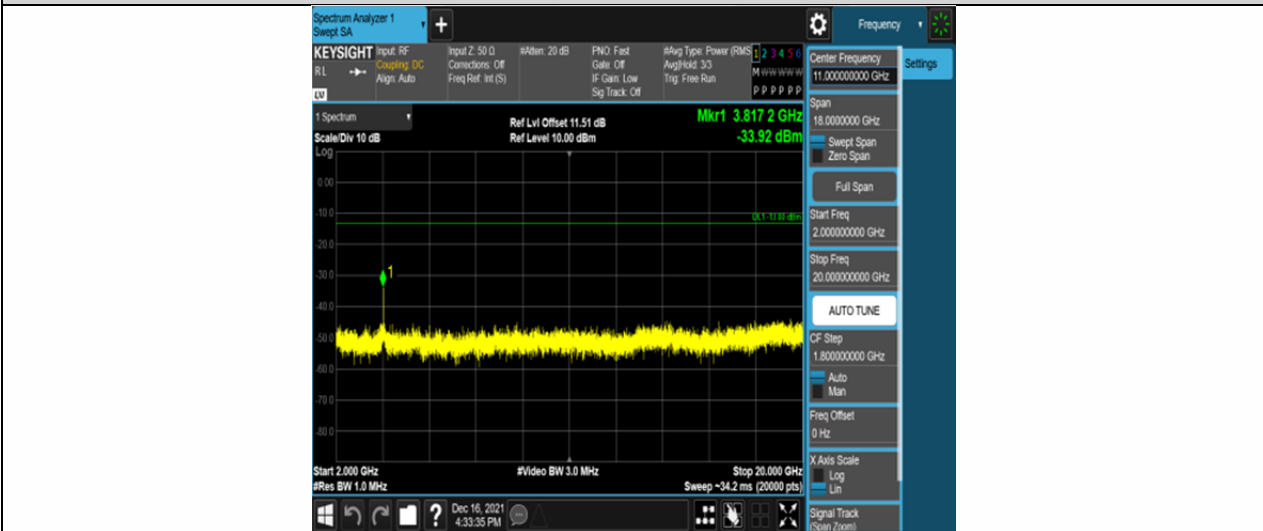 Spectrum Analyzer 1
Swept SA
+
Frequency
KEYSIGHT
RL
LV
Input: RF
Coupling: DC
Align: Auto
Input Z: 50 Ω
Corrections: Off
Freq Ref: Int (S)
#Atten: 20 dB
PNO: Fast
Gate: Off
IF Gain: Low
Sig Track: Off
#Avg Type: Power (RMS
Avg|Hold: 3/3
Trig: Free Run
1 2 3 4 5 6
M W W W W W
P P P P P P
1 Spectrum
Scale/Div 10 dB
Log
Ref Lvl Offset 11.51 dB
Ref Level 10.00 dBm
Mkr1 3.817 2 GHz
-33.92 dBm
0.00
-10.0
-20.0
-30.0
-40.0
-50.0
-60.0
-70.0
-80.0
DL1 -13.00 dBm
1
Start 2.000 GHz
#Res BW 1.0 MHz
#Video BW 3.0 MHz
Stop 20.000 GHz
Sweep ~34.2 ms (20000 pts)
Center Frequency
11.000000000 GHz
Settings
Span
18.0000000 GHz
Swept Span
Zero Span
Full Span
Start Freq
2.000000000 GHz
Stop Freq
20.000000000 GHz
AUTO TUNE
CF Step
1.800000000 GHz
Auto
Man
Freq Offset
0 Hz
X Axis Scale
Log
Lin
Signal Track
(Span Zoom)
?
Dec 16, 2021
4:33:35 PM